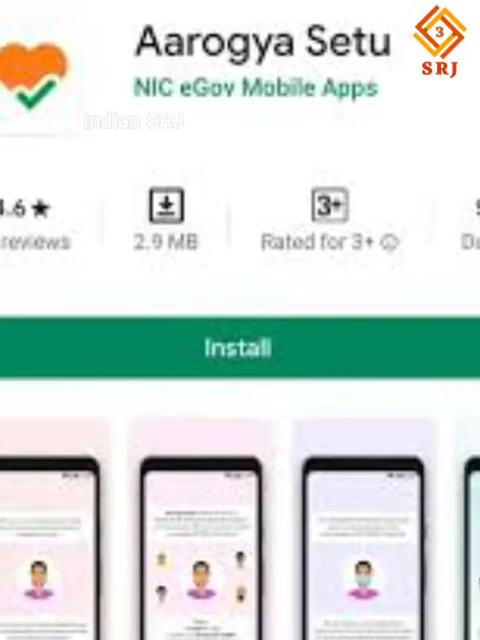 Aarogya Setu
3
SRJ
NIC eGov Mobile Apps
Indian SRJ
.6 ★
3+
reviews
2.9 MB
Rated for 3+
Install